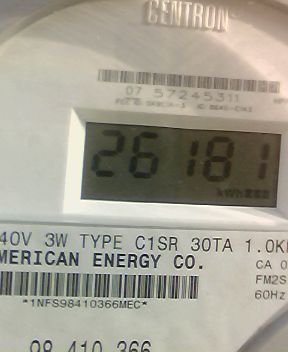 CENTRON
07 57245311
26181
kWh
40V 3W TYPE C1SR 30TA 1.0K
MERICAN ENERGY CO.
CA 0
FM2S
60Hz
*1NFS98410366MEC*
98 410 366